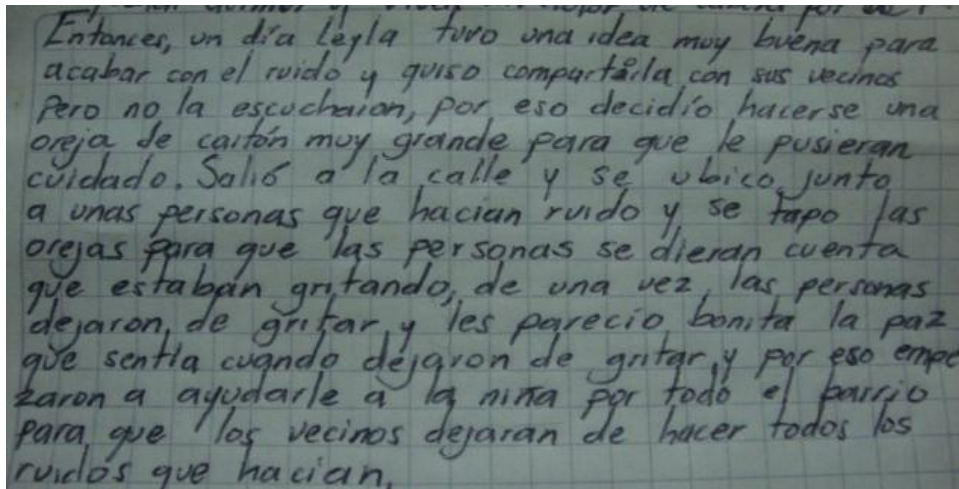 Entonces, un día Leyla tuvo una idea muy buena para
acabar con el ruido y quiso compartirla con sus vecinos
Pero no la escucharon, por eso decidío hacerse una
oreja de cartón muy grande para que le pusieran
cuidado. Salió a la calle y se ubico junto
a unas personas que hacian ruido y se tapo las
orejas para que las personas se dieran cuenta
que estaban gritando, de una vez las personas
dejaron de gritar y les parecio bonita la paz
que sentia cuando dejaron de gritar y por eso empe
zaron a ayudarle a la niña por todo el barrio
para que los vecinos dejaran de hacer todos los
ruidos que hacian.